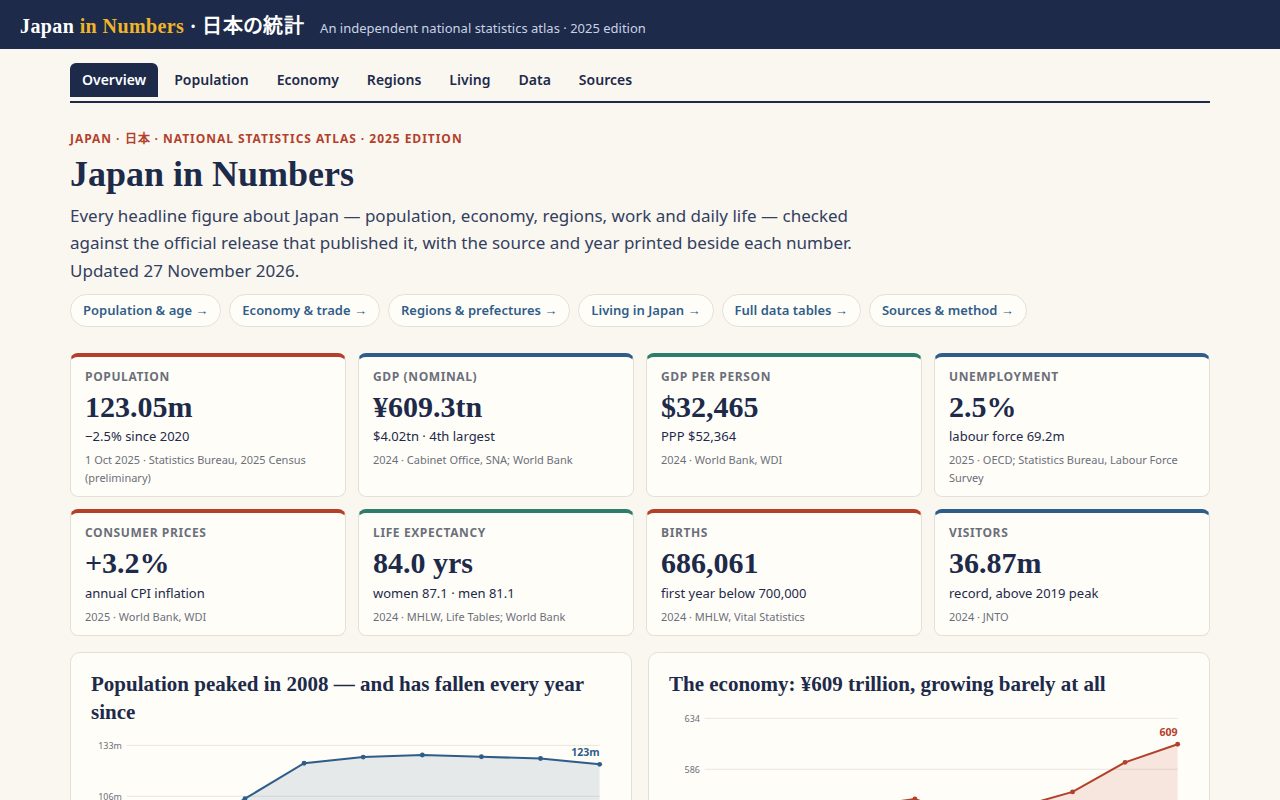 Japan in Numbers · 日本の統計 An independent national statistics atlas · 2025 edition
Overview Population Economy Regions Living Data Sources
JAPAN · 日本 · NATIONAL STATISTICS ATLAS · 2025 EDITION
Japan in Numbers
Every headline figure about Japan — population, economy, regions, work and daily life — checked
against the official release that published it, with the source and year printed beside each number.
Updated 27 November 2026.
Population & age → Economy & trade → Regions & prefectures → Living in Japan → Full data tables → Sources & method →
POPULATION
123.05m
−2.5% since 2020
1 Oct 2025 · Statistics Bureau, 2025 Census
(preliminary)
GDP (NOMINAL)
¥609.3tn
$4.02tn · 4th largest
2024 · Cabinet Office, SNA; World Bank
GDP PER PERSON
$32,465
PPP $52,364
2024 · World Bank, WDI
UNEMPLOYMENT
2.5%
labour force 69.2m
2025 · OECD; Statistics Bureau, Labour Force
Survey
CONSUMER PRICES
+3.2%
annual CPI inflation
2025 · World Bank, WDI
LIFE EXPECTANCY
84.0 yrs
women 87.1 · men 81.1
2024 · MHLW, Life Tables; World Bank
BIRTHS
686,061
first year below 700,000
2024 · MHLW, Vital Statistics
VISITORS
36.87m
record, above 2019 peak
2024 · JNTO
Population peaked in 2008 — and has fallen every year
since
133m
123m
106m
The economy: ¥609 trillion, growing barely at all
634
609
586